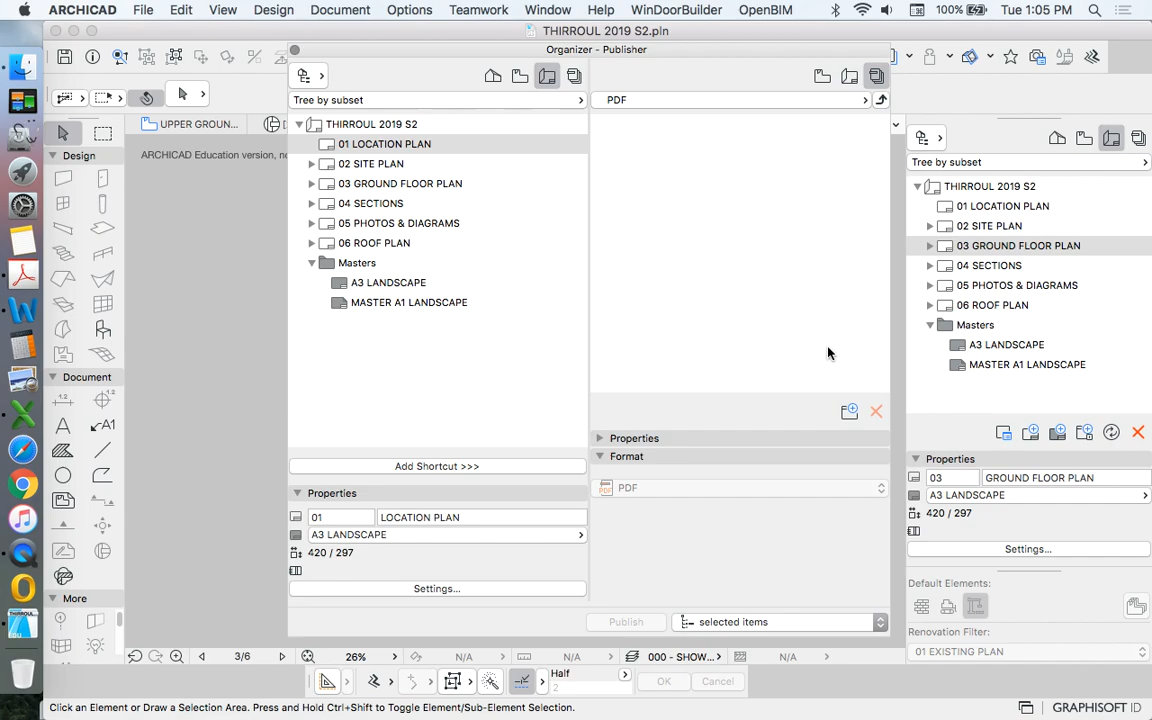 ARCHICAD File Edit View Design Document Options Teamwork Window Help WinDoorBuilder OpenBIM 100% Tue 1:05 PM
THIRROUL 2019 S2.pln
Organizer - Publisher
Tree by subset
PDF
THIRROUL 2019 S2
01 LOCATION PLAN
02 SITE PLAN
03 GROUND FLOOR PLAN
04 SECTIONS
05 PHOTOS & DIAGRAMS
06 ROOF PLAN
Masters
A3 LANDSCAPE
MASTER A1 LANDSCAPE
Add Shortcut >>>
Properties
01 LOCATION PLAN
A3 LANDSCAPE
420 / 297
Settings...
Properties
Format
PDF
Publish
selected items
UPPER GROUN...
ARCHICAD Education version, n
Design
Document
A1
More
Tree by subset
THIRROUL 2019 S2
01 LOCATION PLAN
02 SITE PLAN
03 GROUND FLOOR PLAN
04 SECTIONS
05 PHOTOS & DIAGRAMS
06 ROOF PLAN
Masters
A3 LANDSCAPE
MASTER A1 LANDSCAPE
Properties
03 GROUND FLOOR PLAN
A3 LANDSCAPE
420 / 297
Settings...
Default Elements:
Renovation Filter:
01 EXISTING PLAN
3/6 26% N/A N/A 000 - SHOW... N/A
Half
2
OK Cancel
Click an Element or Draw a Selection Area. Press and Hold Ctrl+Shift to Toggle Element/Sub-Element Selection.
GRAPHISOFT ID